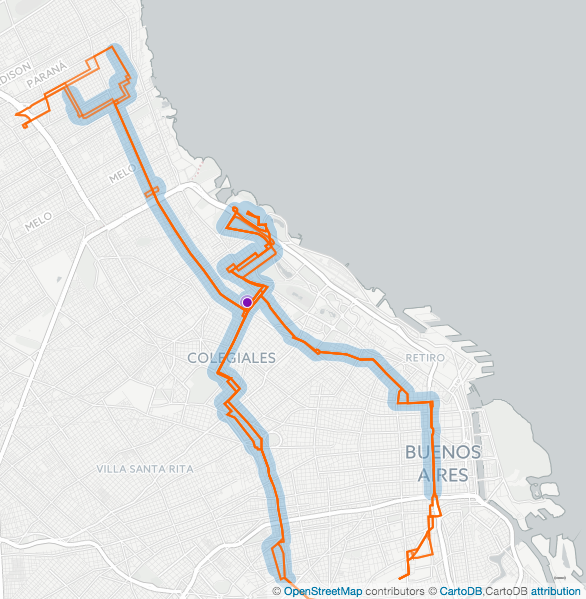 DISON
PARANÁ
MELO
MELO
COLEGIALES
RETIRO
BUENOS
AIRES
VILLA SANTA RITA
© OpenStreetMap contributors © CartoDB,CartoDB attribution